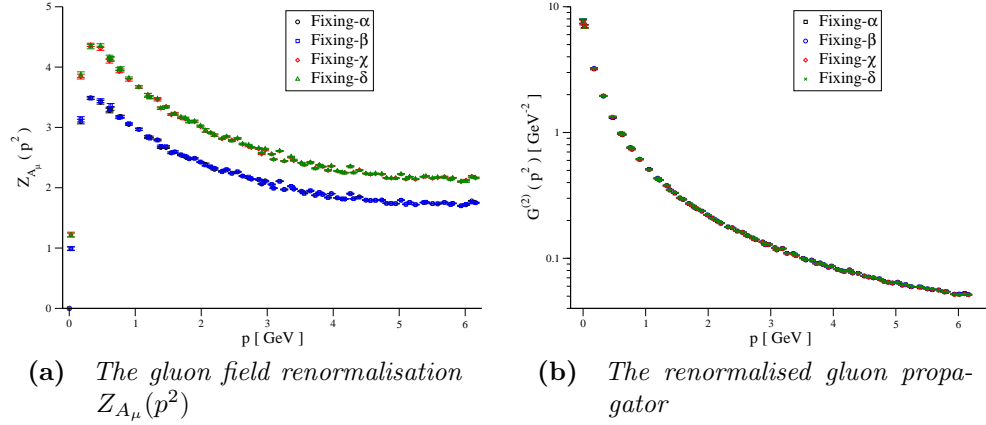 Z_{A_μ} ( p² )
5
4
3
2
1
0
0 1 2 3 4 5 6
p [ GeV ]
Fixing-α
Fixing-β
Fixing-χ
Fixing-δ
(a) The gluon field renormalisation
Z_{A_μ}(p²)
G⁽²⁾( p² ) [ GeV⁻² ]
10
1
0.1
0 1 2 3 4 5 6
p [ GeV ]
Fixing-α
Fixing-β
Fixing-χ
Fixing-δ
(b) The renormalised gluon propa-
gator